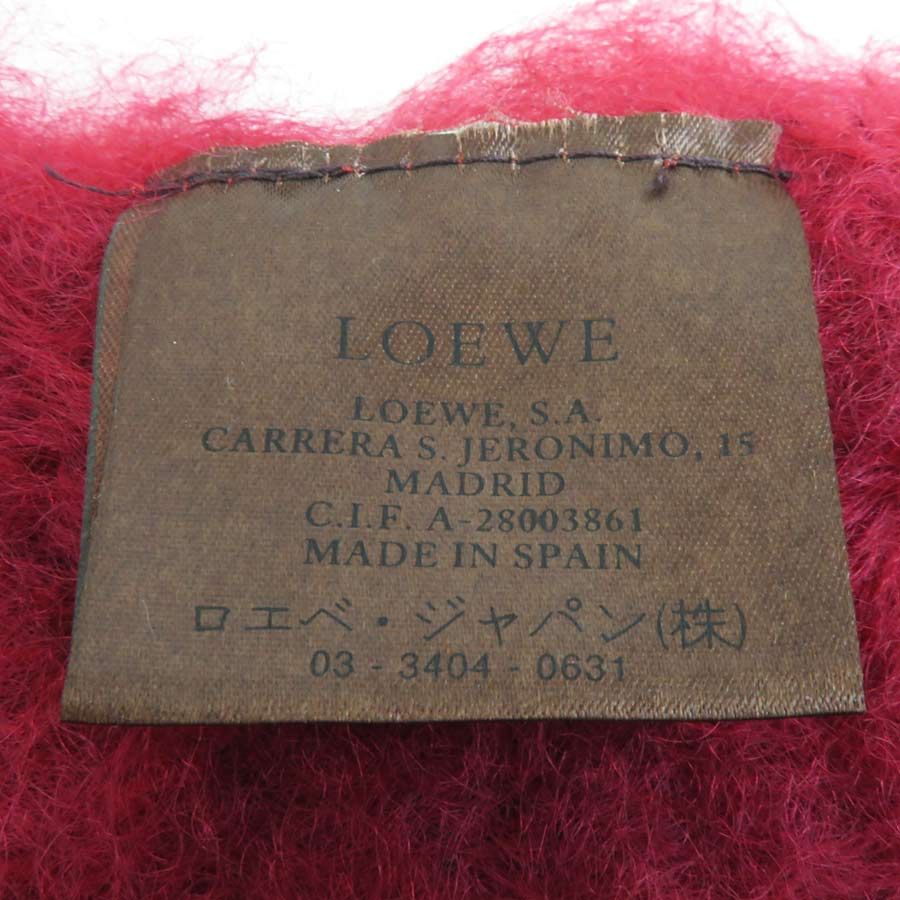 LOEWE
LOEWE, S.A.
CARRERA S. JERONIMO, 15
MADRID
C.I.F. A-28003861
MADE IN SPAIN
ロエベ・ジャパン(株)
03 - 3404 - 0631